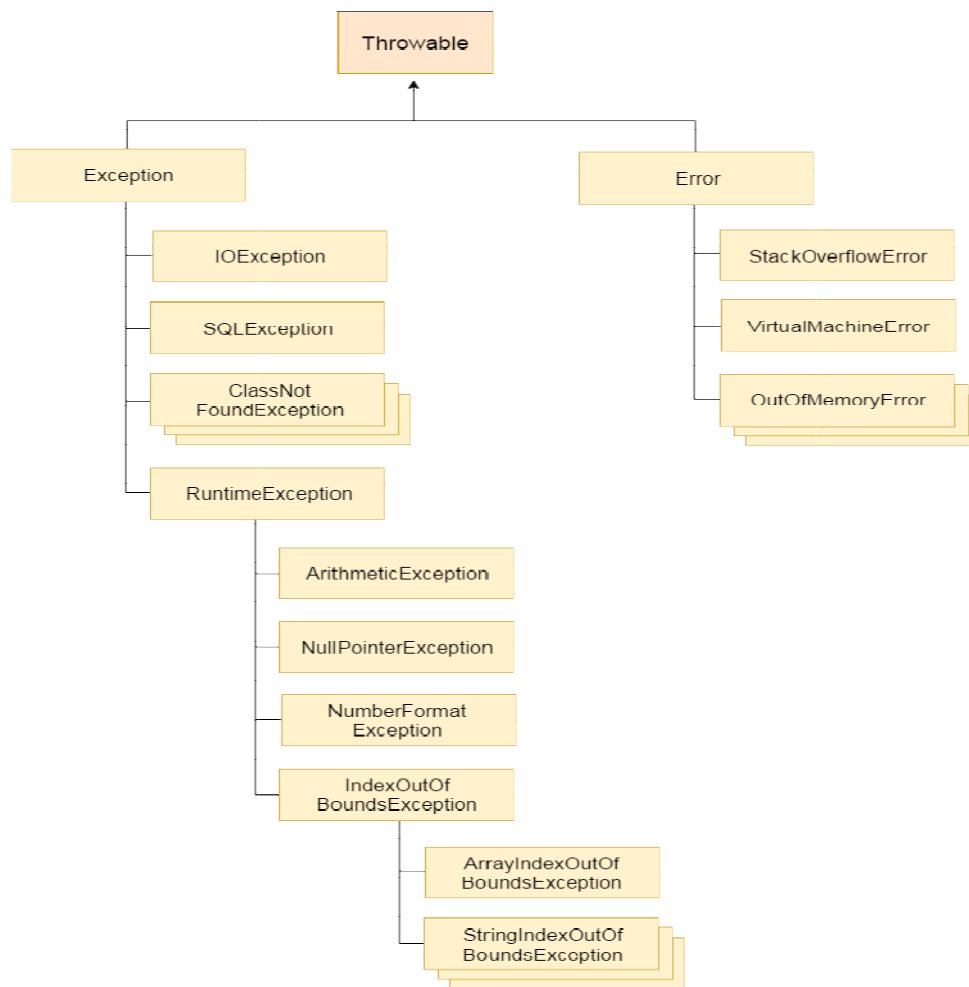 Throwable
Exception
Error
IOException
StackOverflowError
SQLException
VirtualMachineError
ClassNot
FoundException
OutOfMemoryError
RuntimeException
ArithmeticException
NullPointerException
NumberFormat
Exception
IndexOutOf
BoundsException
ArrayIndexOutOf
BoundsException
StringIndexOutOf
BoundsException